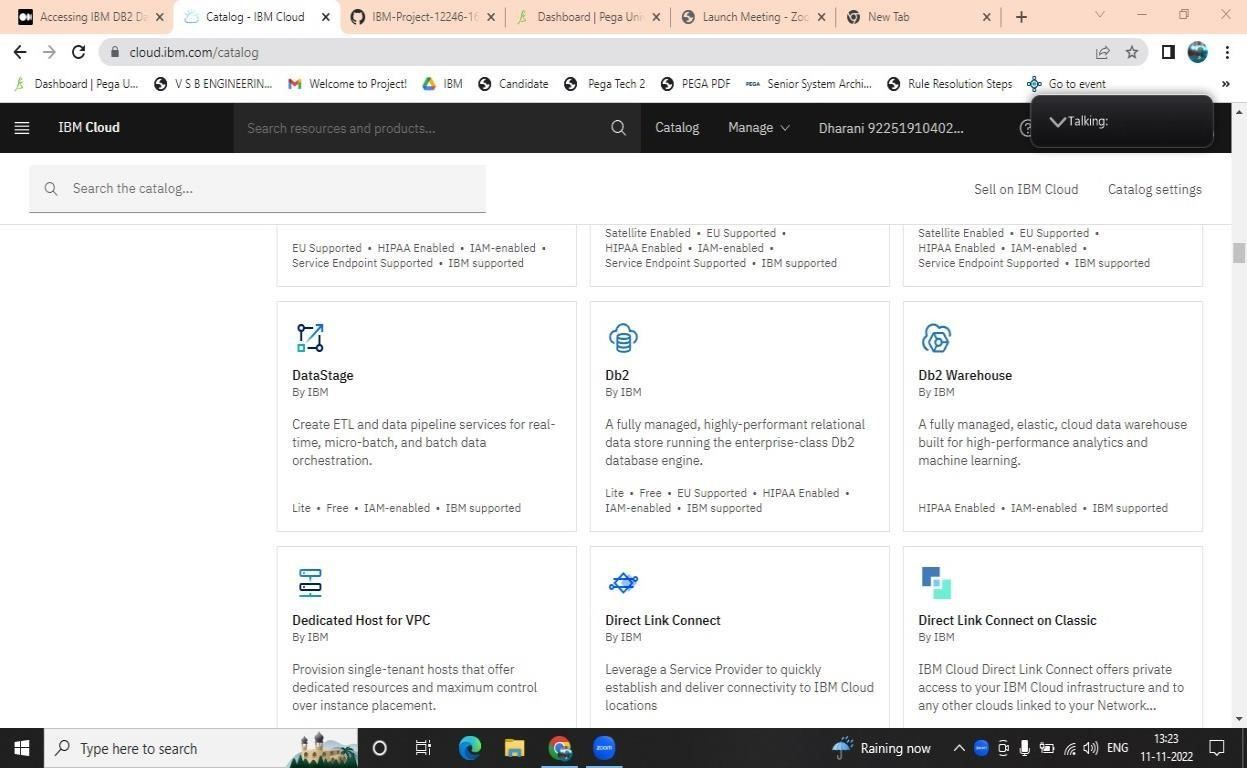 Accessing IBM DB2 Da
Catalog - IBM Cloud
IBM-Project-12246-16
Dashboard | Pega Uni
Launch Meeting - Zoo
New Tab
cloud.ibm.com/catalog
Dashboard | Pega U...
V S B ENGINEERIN...
Welcome to Project!
IBM
Candidate
Pega Tech 2
PEGA PDF
PEGA
Senior System Archi...
Rule Resolution Steps
Go to event
»
IBM Cloud
Search resources and products...
Catalog
Manage
Dharani 92251910402...
Talking:
Search the catalog...
Sell on IBM Cloud
Catalog settings
EU Supported • HIPAA Enabled • IAM-enabled •
Service Endpoint Supported • IBM supported
Satellite Enabled • EU Supported •
HIPAA Enabled • IAM-enabled •
Service Endpoint Supported • IBM supported
Satellite Enabled • EU Supported •
HIPAA Enabled • IAM-enabled •
Service Endpoint Supported • IBM supported
DataStage
By IBM
Create ETL and data pipeline services for real-
time, micro-batch, and batch data
orchestration.
Lite • Free • IAM-enabled • IBM supported
Db2
By IBM
A fully managed, highly-performant relational
data store running the enterprise-class Db2
database engine.
Lite • Free • EU Supported • HIPAA Enabled •
IAM-enabled • IBM supported
Db2 Warehouse
By IBM
A fully managed, elastic, cloud data warehouse
built for high-performance analytics and
machine learning.
HIPAA Enabled • IAM-enabled • IBM supported
Dedicated Host for VPC
By IBM
Provision single-tenant hosts that offer
dedicated resources and maximum control
over instance placement.
Direct Link Connect
By IBM
Leverage a Service Provider to quickly
establish and deliver connectivity to IBM Cloud
locations
Direct Link Connect on Classic
By IBM
IBM Cloud Direct Link Connect offers private
access to your IBM Cloud infrastructure and to
any other clouds linked to your Network...
Type here to search
zoom
Raining now
zoom
ENG
13:23
11-11-2022